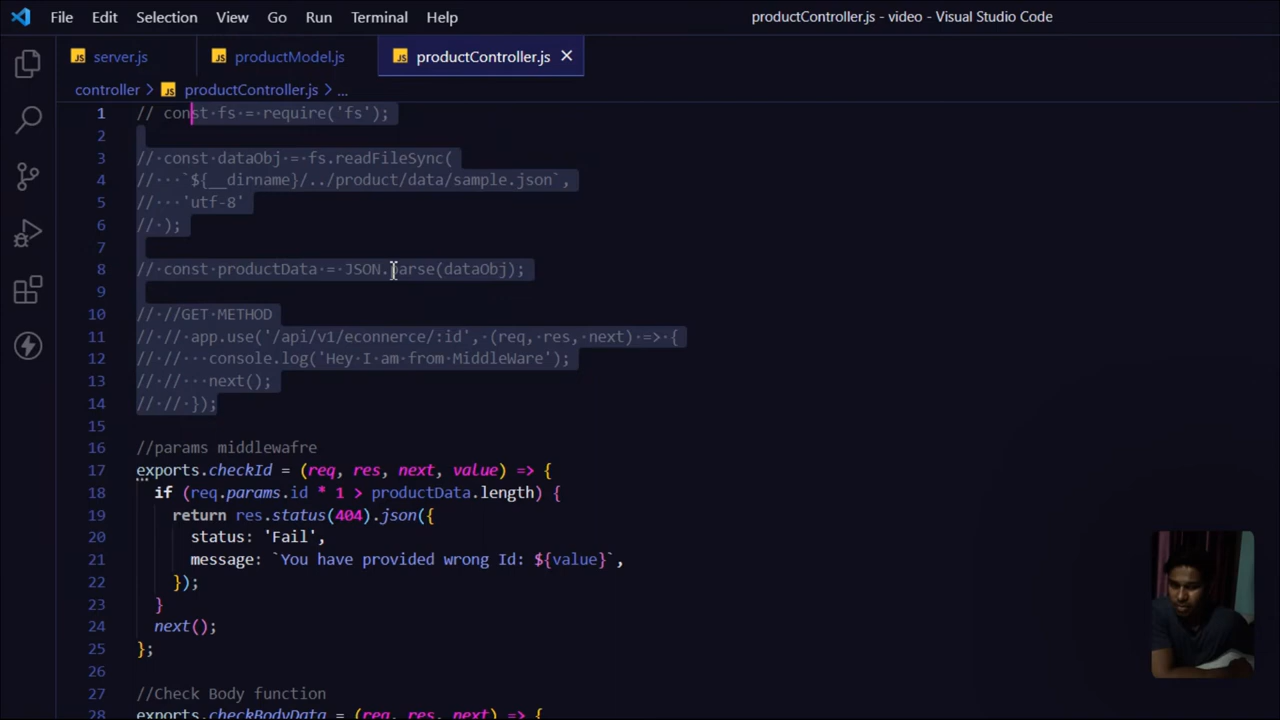 File Edit Selection View Go Run Terminal Help
productController.js - video - Visual Studio Code
JS server.js
JS productModel.js
JS productController.js
controller > JS productController.js > ...
1 // const fs = require('fs');
2
3 // const dataObj = fs.readFileSync(
4 // `${__dirname}/../product/data/sample.json`,
5 // 'utf-8'
6 // );
7
8 // const productData = JSON.parse(dataObj);
9
10 // //GET METHOD
11 // // app.use('/api/v1/econnerce/:id', (req, res, next) => {
12 // // console.log('Hey I am from MiddleWare');
13 // // next();
14 // // });
15
16 //params middlewafre
17 exports.checkId = (req, res, next, value) => {
18 if (req.params.id * 1 > productData.length) {
19 return res.status(404).json({
20 status: 'Fail',
21 message: `You have provided wrong Id: ${value}`,
22 });
23 }
24 next();
25 };
26
27 //Check Body function
28 exports.checkBodyData = (req, res, next) => {